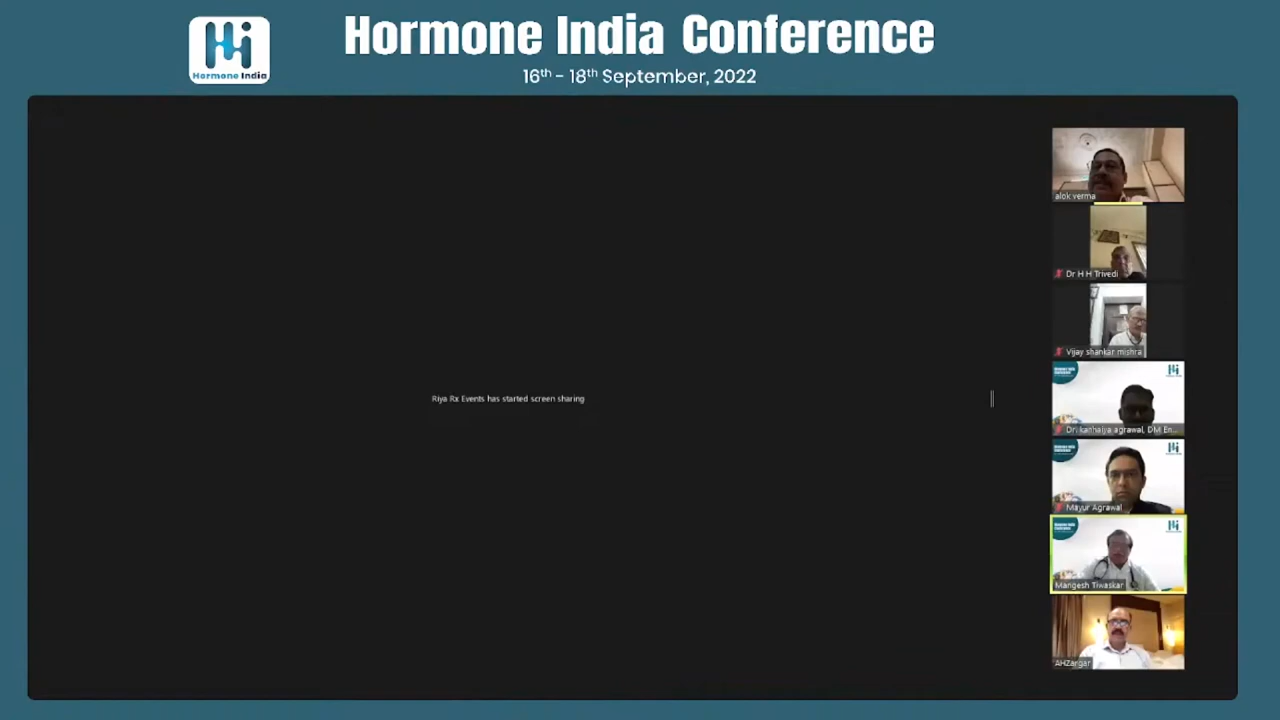 Hormone India
Hormone India Conference
16th - 18th September, 2022
alok verma
Dr H H Trivedi
Vijay shankar mishra
Riya Rx Events has started screen sharing
Dr. kanhaiya agrawal, DM En...
Mayur Agrawal
Mangesh Tiwaskar
AHZargar